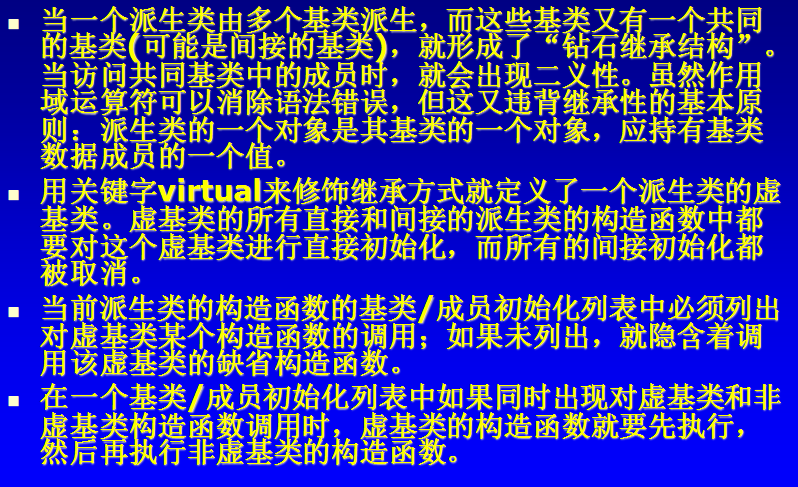 当一个派生类由多个基类派生，而这些基类又有一个共同
的基类(可能是间接的基类)，就形成了“钻石继承结构”。
当访问共同基类中的成员时，就会出现二义性。虽然作用
域运算符可以消除语法错误，但这又违背继承性的基本原
则：派生类的一个对象是其基类的一个对象，应持有基类
数据成员的一个值。
用关键字virtual来修饰继承方式就定义了一个派生类的虚
基类。虚基类的所有直接和间接的派生类的构造函数中都
要对这个虚基类进行直接初始化，而所有的间接初始化都
被取消。
当前派生类的构造函数的基类/成员初始化列表中必须列出
对虚基类某个构造函数的调用；如果未列出，就隐含着调
用该虚基类的缺省构造函数。
在一个基类/成员初始化列表中如果同时出现对虚基类和非
虚基类构造函数调用时，虚基类的构造函数就要先执行，
然后再执行非虚基类的构造函数。